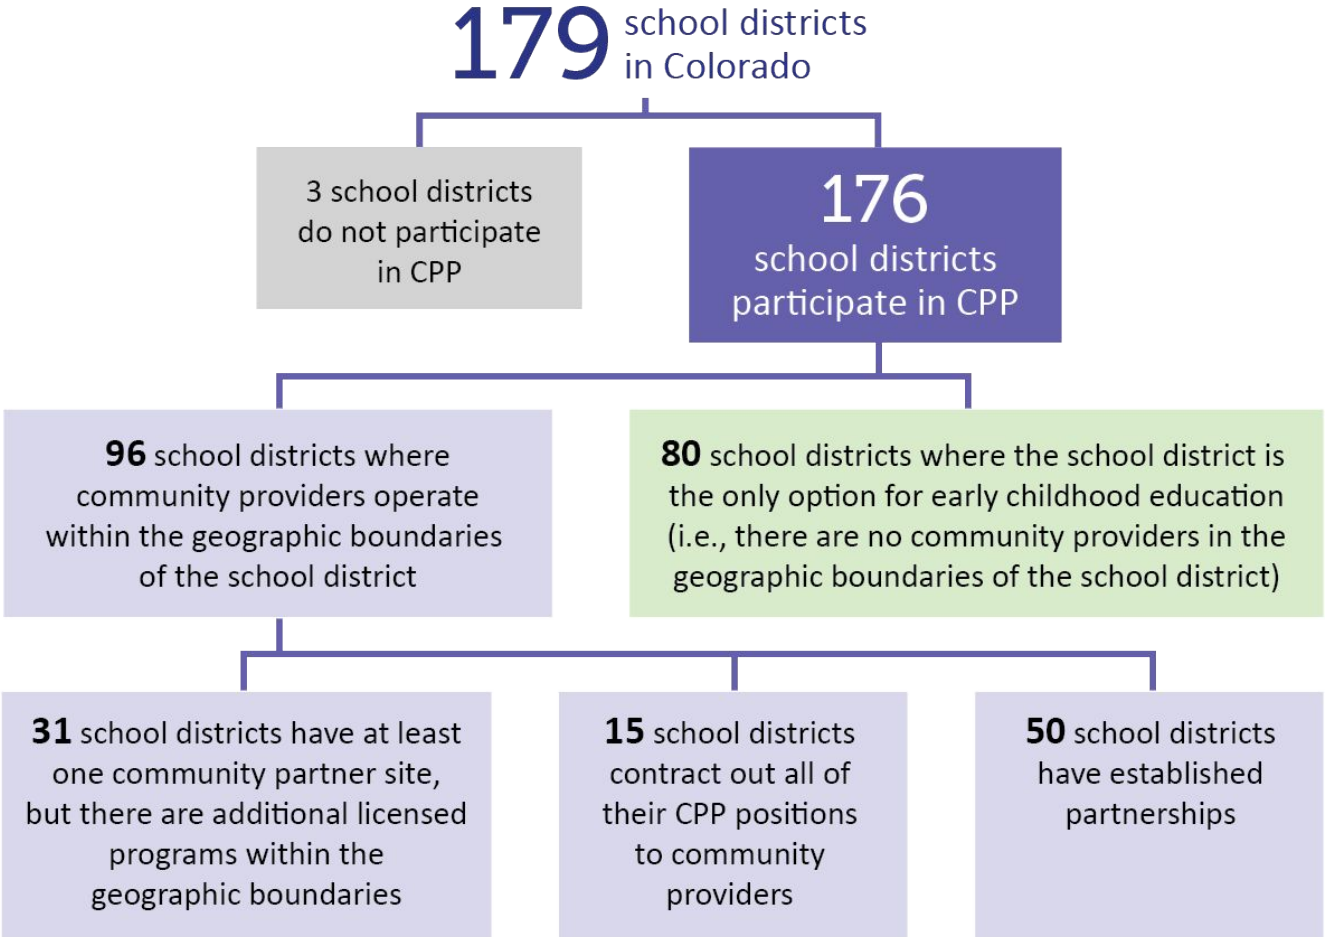 179 school districts
in Colorado
3 school districts
do not participate
in CPP
176
school districts
participate in CPP
96 school districts where
community providers operate
within the geographic boundaries
of the school district
80 school districts where the school district is
the only option for early childhood education
(i.e., there are no community providers in the
geographic boundaries of the school district)
31 school districts have at least
one community partner site,
but there are additional licensed
programs within the
geographic boundaries
15 school districts
contract out all of
their CPP positions
to community
providers
50 school districts
have established
partnerships